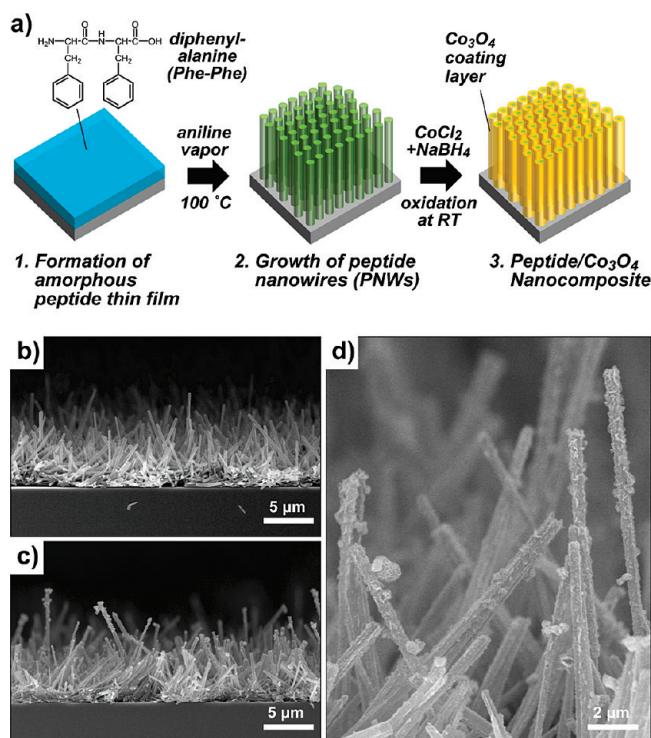 a)
H₂N
O
H
N
O
OH
N
H
CH₂
CH₂
diphenyl-
alanine
(Phe-Phe)
Co₃O₄
coating
layer
aniline
vapor
100 ˚C
CoCl₂
+NaBH₄
oxidation
at RT
1. Formation of
amorphous
peptide thin film
2. Growth of peptide
nanowires (PNWs)
3. Peptide/Co₃O₄
Nanocomposite
b)
5 µm
c)
5 µm
d)
2 µm